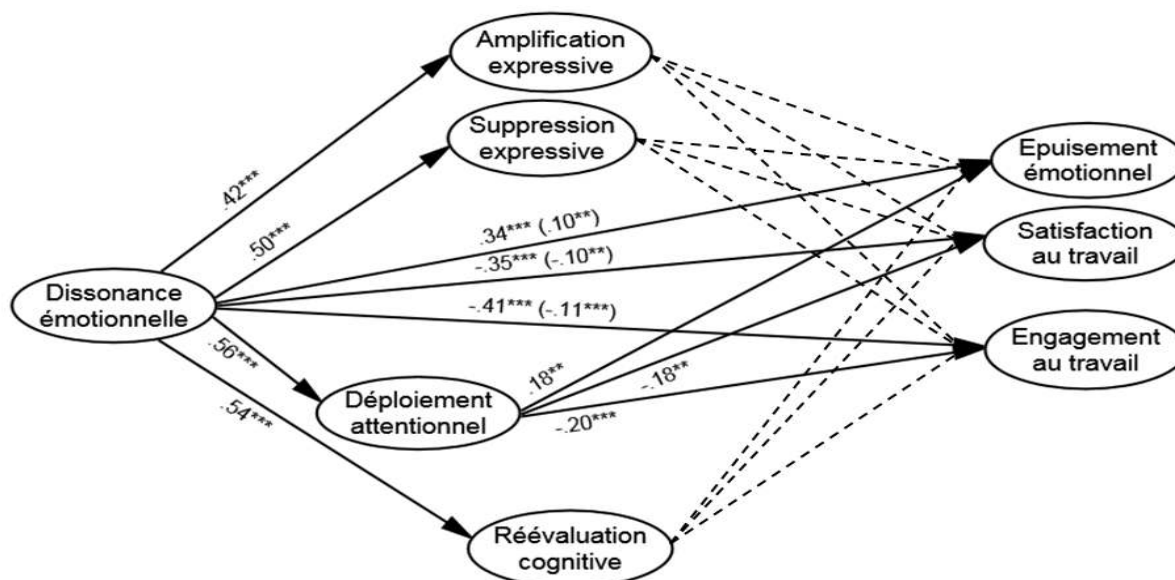 Amplification
expressive
Suppression
expressive
Epuisement
émotionnel
.42***
.50***
.34*** (.10**)
Satisfaction
au travail
-.35*** (-.10**)
Dissonance
émotionnelle
-.41*** (-.11***)
Engagement
au travail
.56***
.18**
-.18**
.54***
Déploiement
attentionnel
-.20***
Réévaluation
cognitive